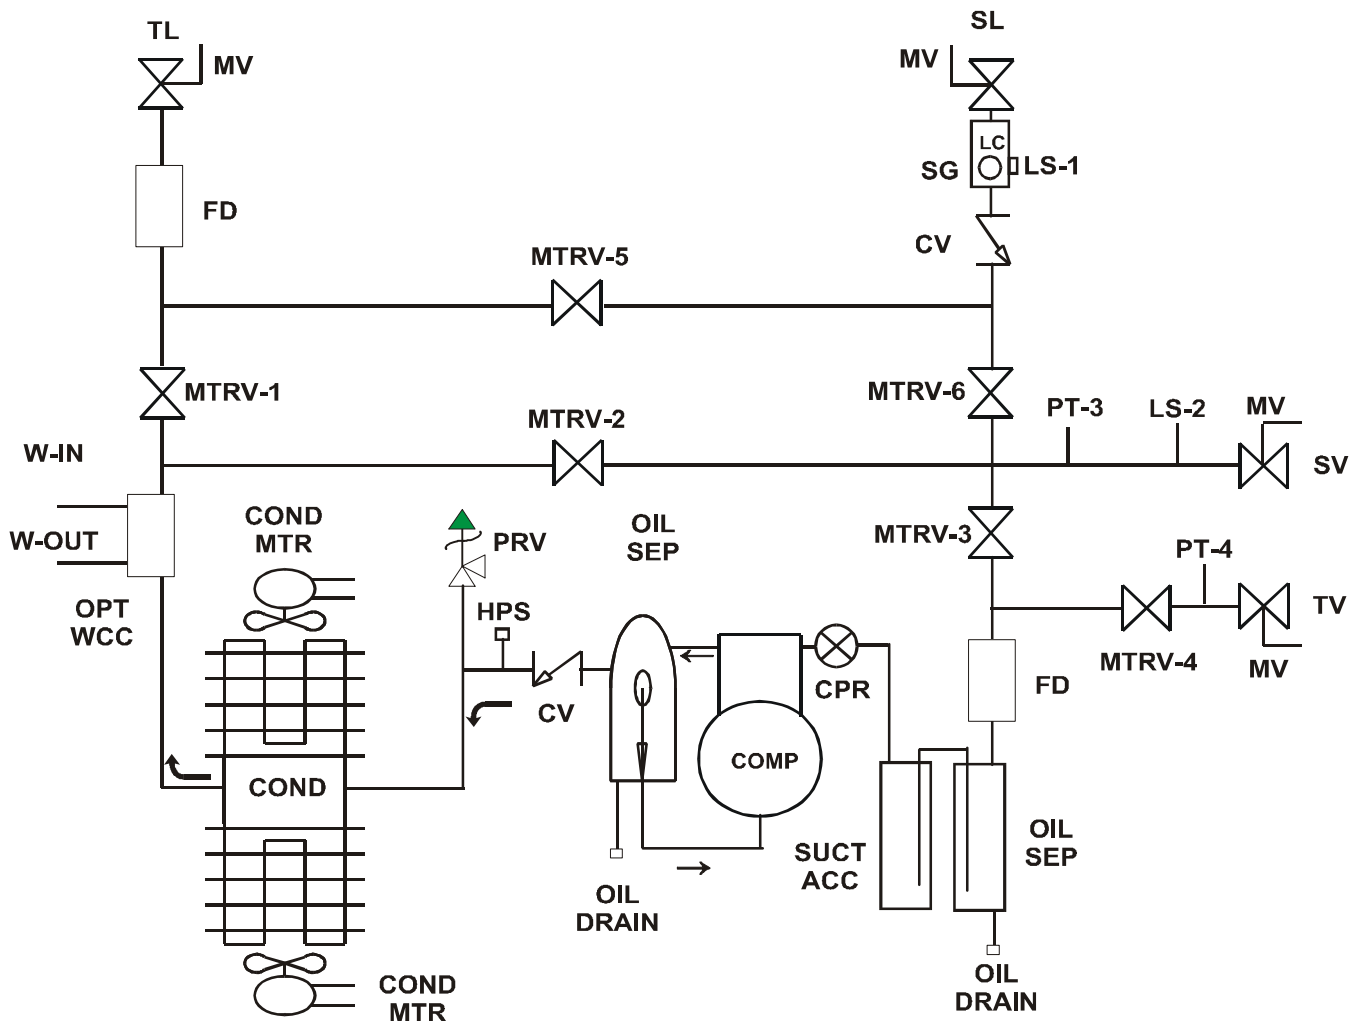 TL
SL
MV
MV
LC
SG
LS-1
FD
CV
MTRV-5
MTRV-1
MTRV-6
MTRV-2
PT-3
LS-2
MV
W-IN
SV
W-OUT
COND
MTR
PRV
OIL
SEP
MTRV-3
PT-4
OPT
WCC
HPS
TV
MTRV-4
MV
CV
CPR
FD
COND
COMP
SUCT
ACC
OIL
SEP
OIL
DRAIN
COND
MTR
OIL
DRAIN